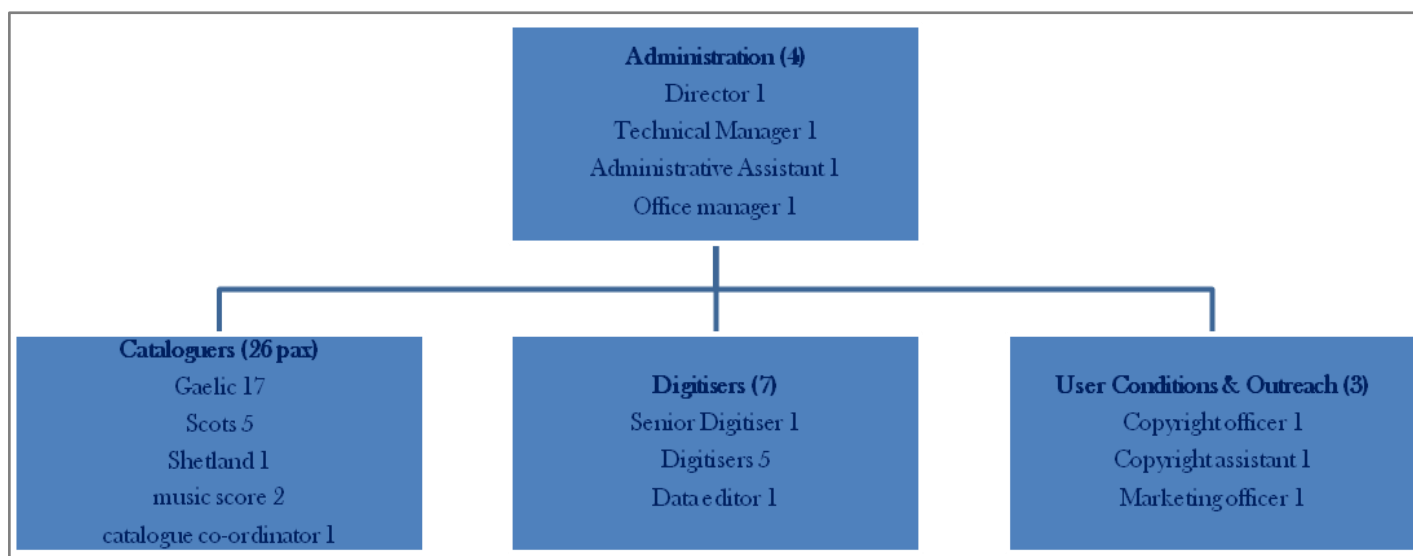 Administration (4)
Director 1
Technical Manager 1
Administrative Assistant 1
Office manager 1
Cataloguers (26 pax)
Gaelic 17
Scots 5
Shetland 1
music score 2
catalogue co-ordinator 1
Digitisers (7)
Senior Digitiser 1
Digitisers 5
Data editor 1
User Conditions & Outreach (3)
Copyright officer 1
Copyright assistant 1
Marketing officer 1